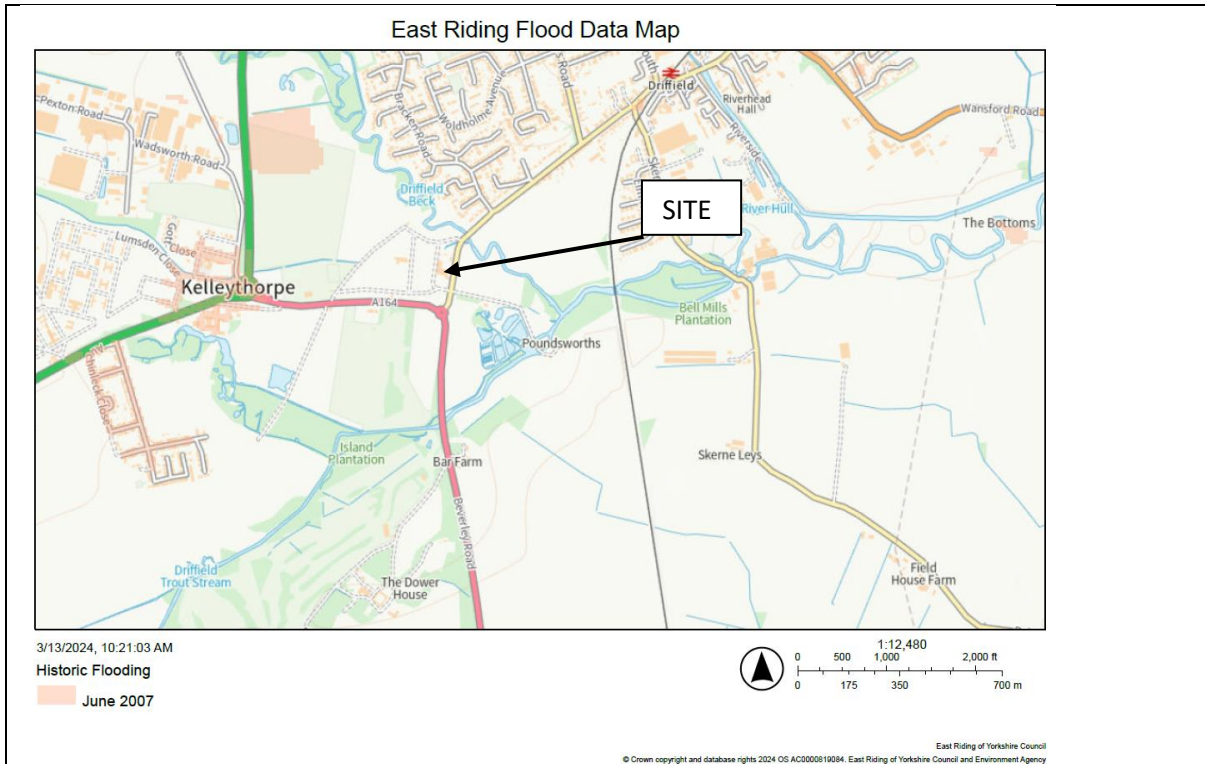 East Riding Flood Data Map
Driffield
Riverhead
Hall
Wansford Road
Pexton Road
Wadsworth Road
Bracken Road
Woldholme Avenue
Road
South
Riverside
Driffield
Beck
SITE
River Hull
The Bottoms
Lumsden Close
Close
Kelleythorpe
A164
Bell Mills
Plantation
Poundsworths
Island
Plantation
Bar Farm
Skerne Leys
Beverley Road
Driffield
Trout Stream
The Dower
House
Field
House Farm
3/13/2024, 10:21:03 AM
Historic Flooding
June 2007
1:12,480
0 500 1,000 2,000 ft
0 175 350 700 m
East Riding of Yorkshire Council
© Crown copyright and database rights 2024 OS AC0000819084. East Riding of Yorkshire Council and Environment Agency